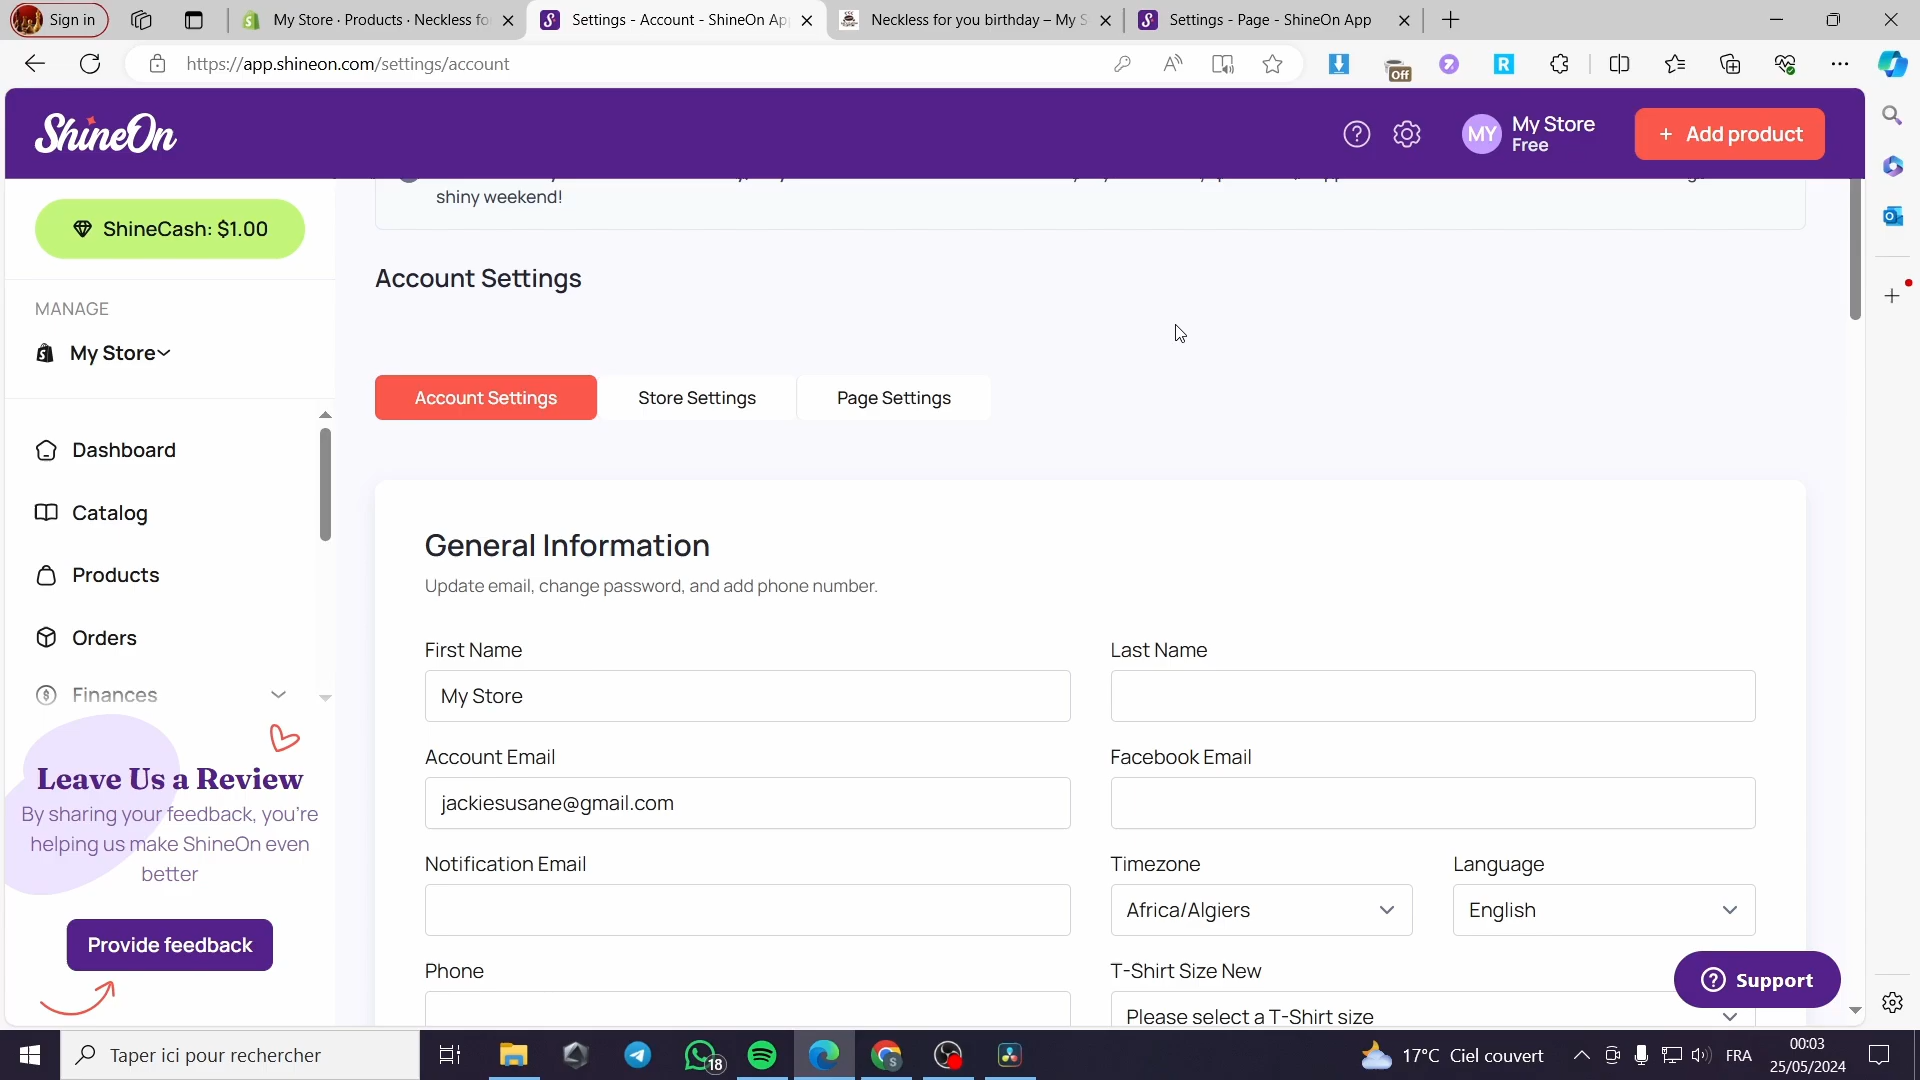 Sign in
My Store · Products · Neckless fo
Settings - Account - ShineOn Ap
Neckless for you birthday – My S
Settings - Page - ShineOn App
https://app.shineon.com/settings/account
Off
ShineOn
MY
My Store
Free
+ Add product
ShineCash: $1.00
shiny weekend!
MANAGE
My Store
Account Settings
Account Settings
Store Settings
Page Settings
Dashboard
Catalog
Products
Orders
Finances
General Information
Update email, change password, and add phone number.
First Name
Last Name
My Store
Account Email
Facebook Email
jackiesusane@gmail.com
Notification Email
Timezone
Language
Africa/Algiers
English
Phone
T-Shirt Size New
Please select a T-Shirt size
Leave Us a Review
By sharing your feedback, you're
helping us make ShineOn even
better
Provide feedback
Support
Taper ici pour rechercher
18
17°C Ciel couvert
FRA
00:03
25/05/2024